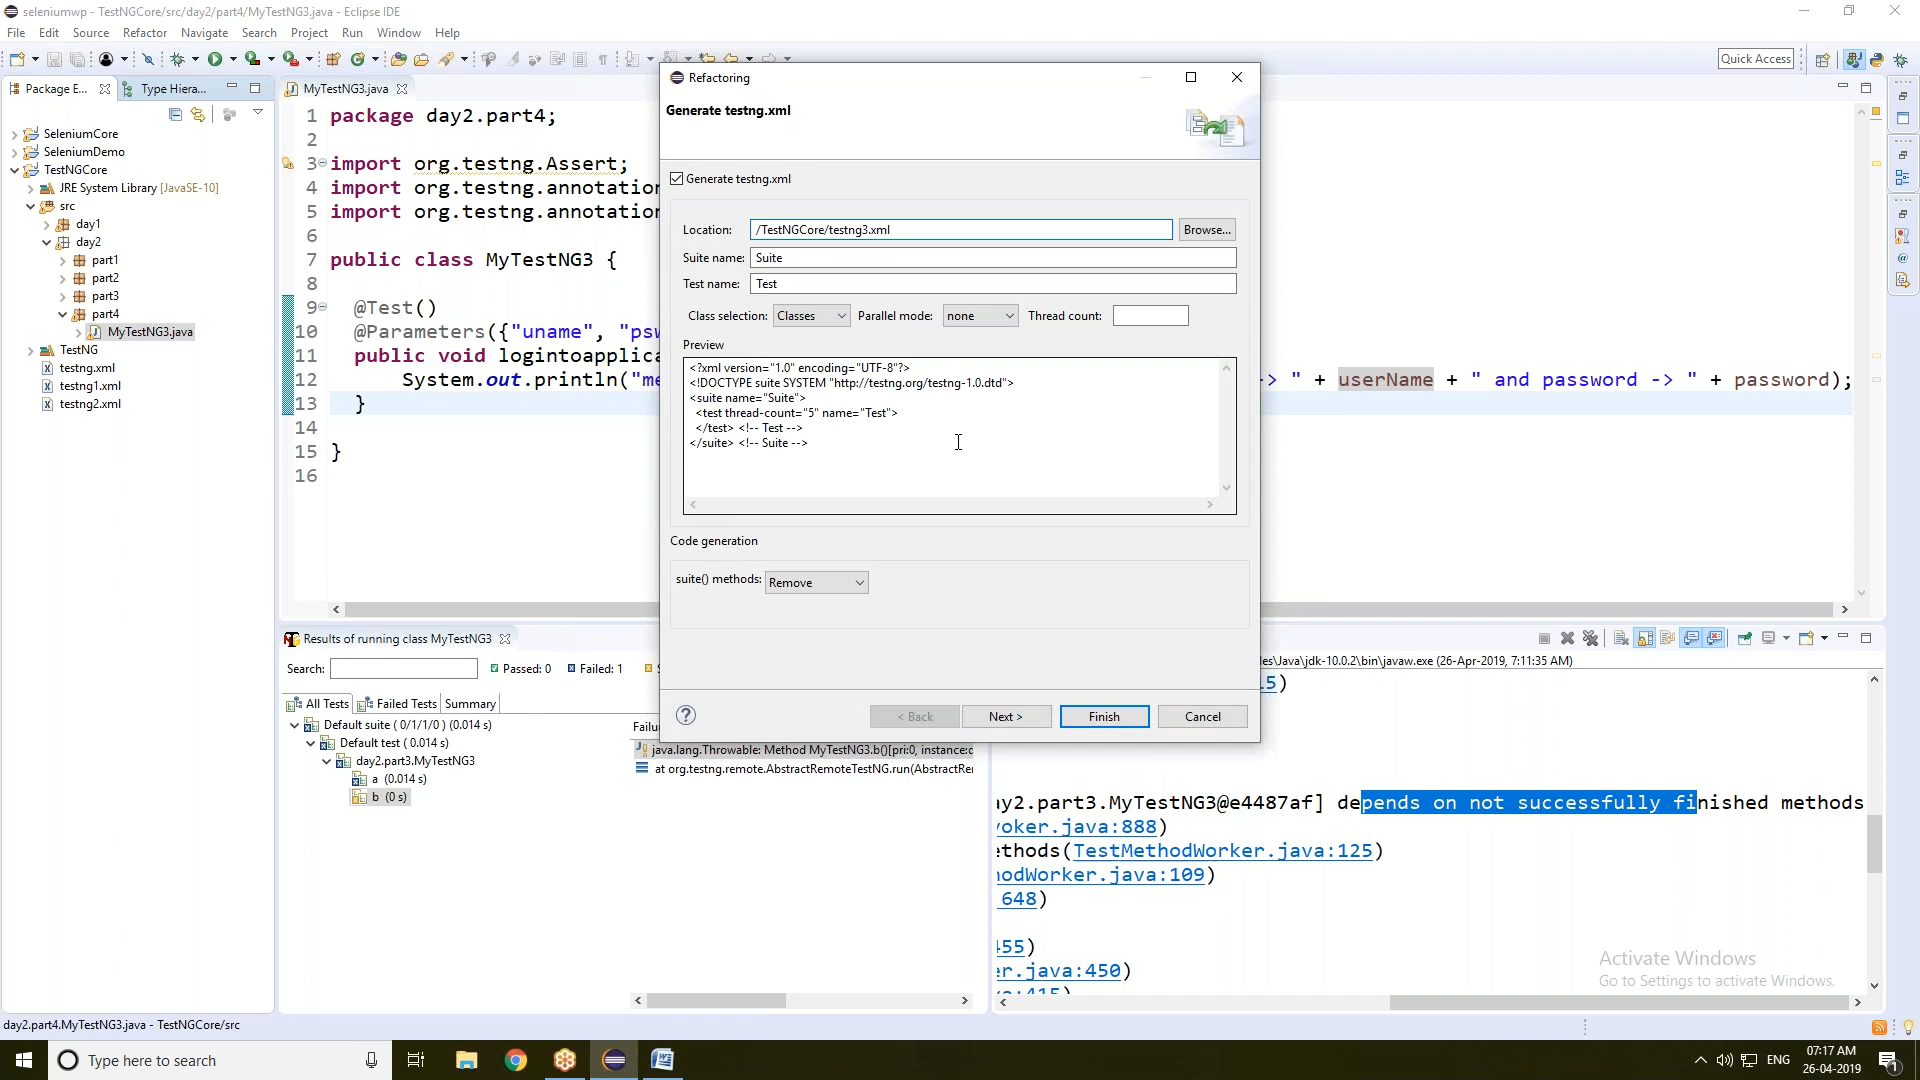 seleniumwp - TestNGCore/src/day2/part4/MyTestNG3.java - Eclipse IDE
File Edit Source Refactor Navigate Search Project Run Window Help
Quick Access
Package E... Type Hiera...
SeleniumCore
SeleniumDemo
TestNGCore
JRE System Library [JavaSE-10]
src
day1
day2
part1
part2
part3
part4
MyTestNG3.java
TestNG
testng.xml
testng1.xml
testng2.xml
MyTestNG3.java
1 package day2.part4;
2
3 import org.testng.Assert;
4 import org.testng.annotation
5 import org.testng.annotation
6
7 public class MyTestNG3 {
8
9 @Test()
10 @Parameters({"uname", "psw
11 public void logintoapplica
12 System.out.println("me > " + userName + " and password -> " + password);
13 }
14
15 }
16
Refactoring
Generate testng.xml
Generate testng.xml
Location: /TestNGCore/testng3.xml Browse...
Suite name: Suite
Test name: Test
Class selection: Classes Parallel mode: none Thread count:
Preview
<?xml version="1.0" encoding="UTF-8"?>
<!DOCTYPE suite SYSTEM "http://testng.org/testng-1.0.dtd">
<suite name="Suite">
<test thread-count="5" name="Test">
</test> <!-- Test -->
</suite> <!-- Suite -->
Code generation
suite() methods: Remove
? < Back Next > Finish Cancel
Results of running class MyTestNG3
Search: Passed: 0 Failed: 1
All Tests Failed Tests Summary
Default suite ( 0/1/1/0 ) (0.014 s)
Default test ( 0.014 s)
day2.part3.MyTestNG3
a (0.014 s)
b (0 s)
Failu
java.lang.Throwable: Method MyTestNG3.b()[pri:0, instance:c
at org.testng.remote.AbstractRemoteTestNG.run(AbstractRe
les\Java\jdk-10.0.2\bin\javaw.exe (26-Apr-2019, 7:11:35 AM)
15)
ay2.part3.MyTestNG3@e4487af] depends on not successfully finished methods
voker.java:888)
ethods(TestMethodWorker.java:125)
hodWorker.java:109)
648)
455)
er.java:450)
Activate Windows
Go to Settings to activate Windows.
day2.part4.MyTestNG3.java - TestNGCore/src
Type here to search
ENG
07:17 AM
26-04-2019
1